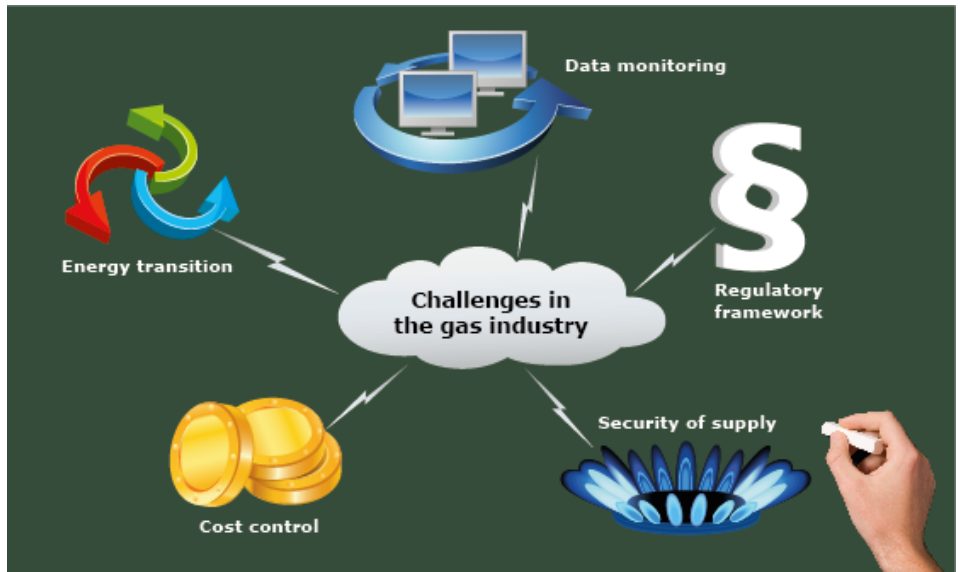 Data monitoring
Energy transition
Regulatory
framework
Challenges in
the gas industry
Security of supply
Cost control
§